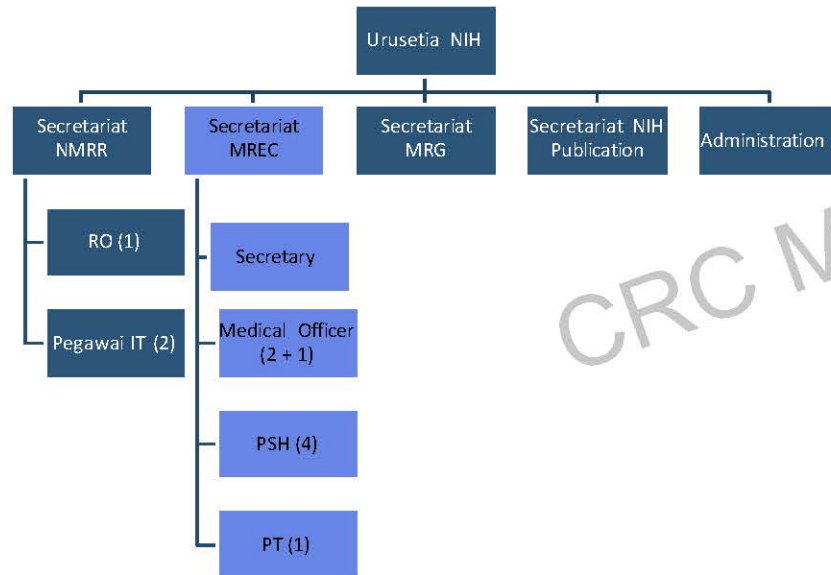 Urusetia NIH
Secretariat
NMRR
Secretariat
MREC
Secretariat
MRG
Secretariat NIH
Publication
Administration
RO (1)
Pegawai IT (2)
Secretary
Medical Officer
(2 + 1)
PSH (4)
PT (1)
CRC M